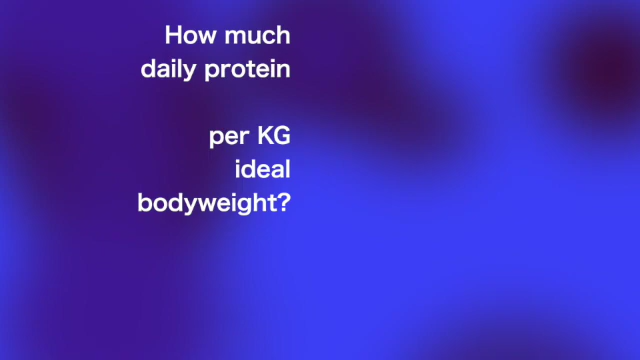 How much
daily protein
per KG
ideal
bodyweight?